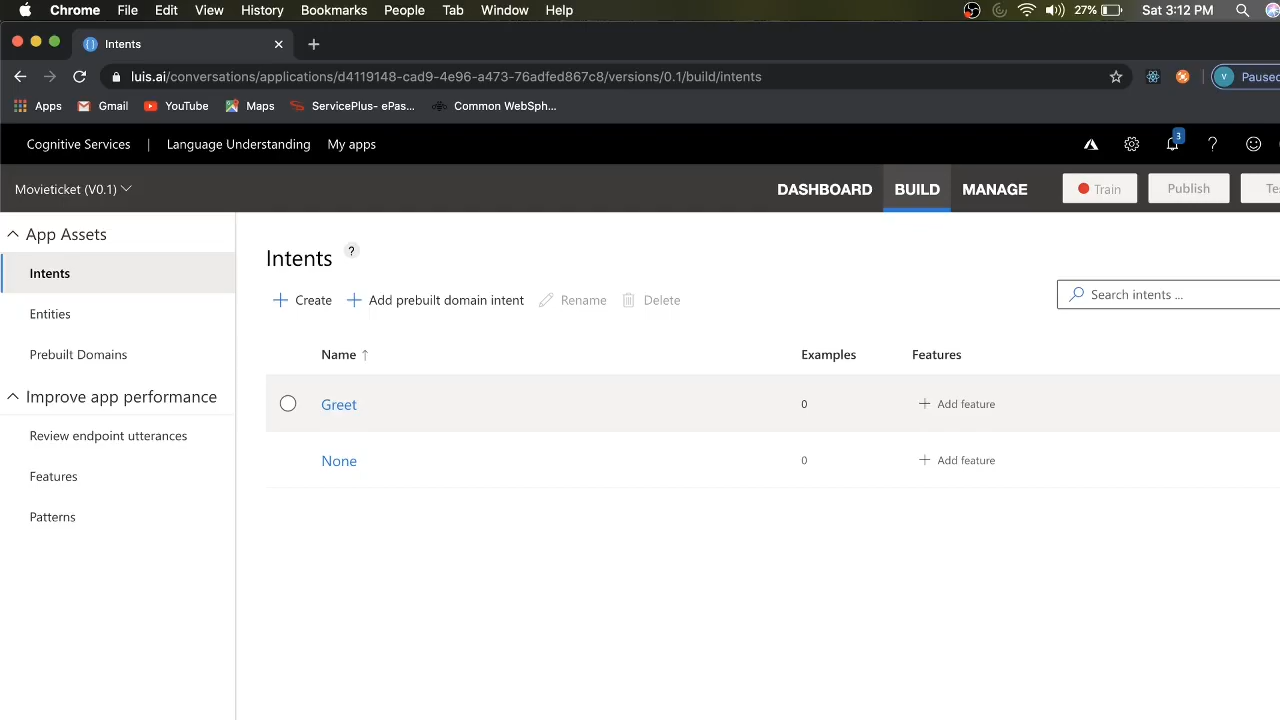 Chrome File Edit View History Bookmarks People Tab Window Help 27% Sat 3:12 PM
Intents
luis.ai/conversations/applications/d4119148-cad9-4e96-a473-76adfed867c8/versions/0.1/build/intents V Paused
Apps Gmail YouTube Maps ServicePlus- ePas... Common WebSph...
Cognitive Services | Language Understanding My apps 3 ?
Movieticket (V0.1) DASHBOARD BUILD MANAGE Train Publish Te
App Assets
Intents
Entities
Prebuilt Domains
Improve app performance
Review endpoint utterances
Features
Patterns
Intents ?
Create Add prebuilt domain intent Rename Delete
Search intents ...
Name ↑ Examples Features
Greet 0 Add feature
None 0 Add feature